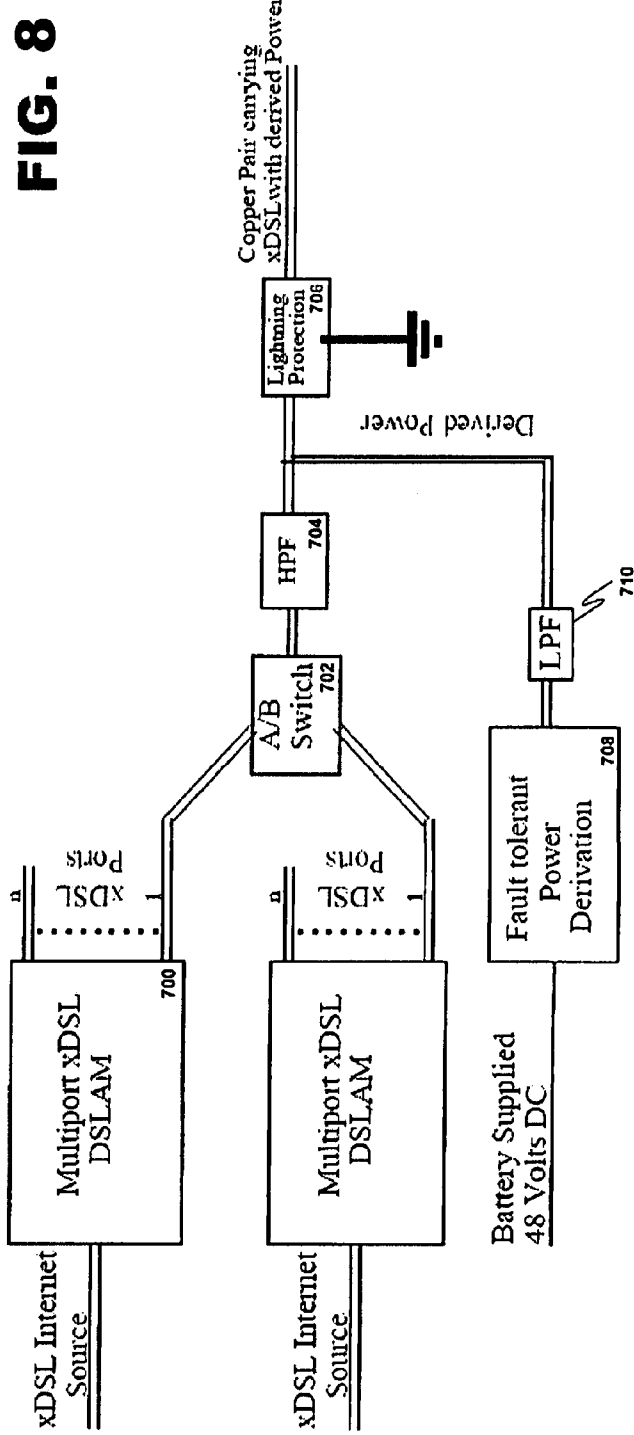 FIG. 8
xDSL Internet
Source
Multiport xDSL
DSLAM
700
n
xDSL
Ports
1
A/B
Switch
702
HPF
704
Lightning
Protection
706
Copper Pair carrying
xDSL with derived Power
xDSL Internet
Source
Multiport xDSL
DSLAM
n
xDSL
Ports
1
Derived Power
Battery Supplied
48 Volts DC
Fault tolerant
Power
Derivation
708
LPF
710